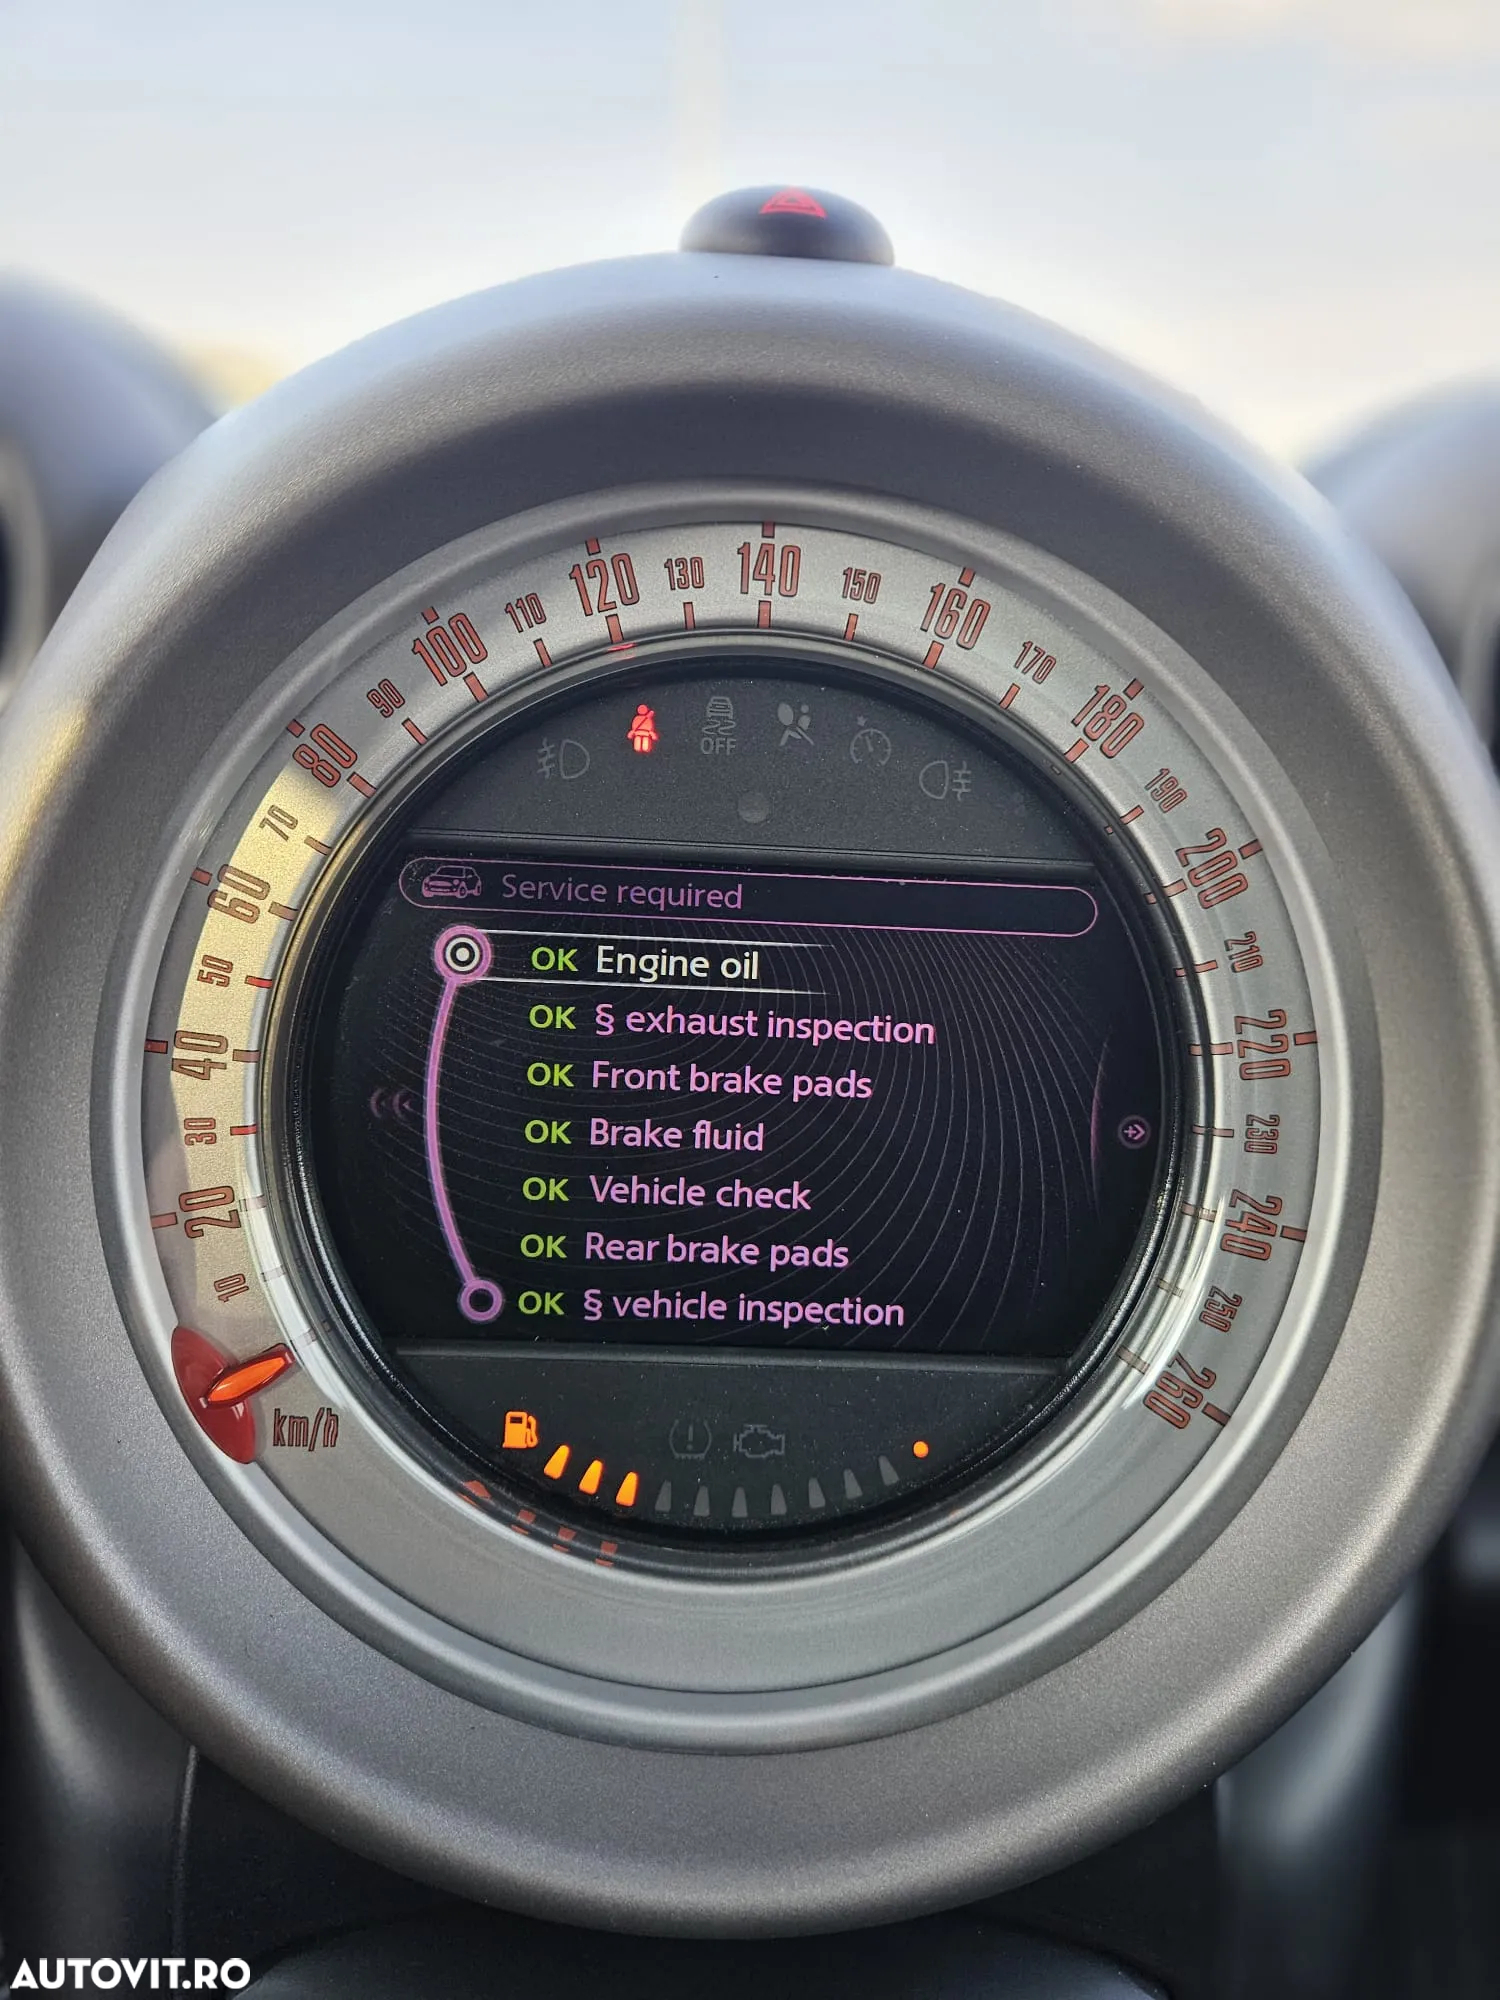 10
20
30
40
50
60
70
80
90
100
110
120
130
140
150
160
170
180
190
200
210
220
230
240
250
260
km/h
OFF
Service required
OK Engine oil
OK § exhaust inspection
OK Front brake pads
OK Brake fluid
OK Vehicle check
OK Rear brake pads
OK § vehicle inspection
AUTOVIT.RO